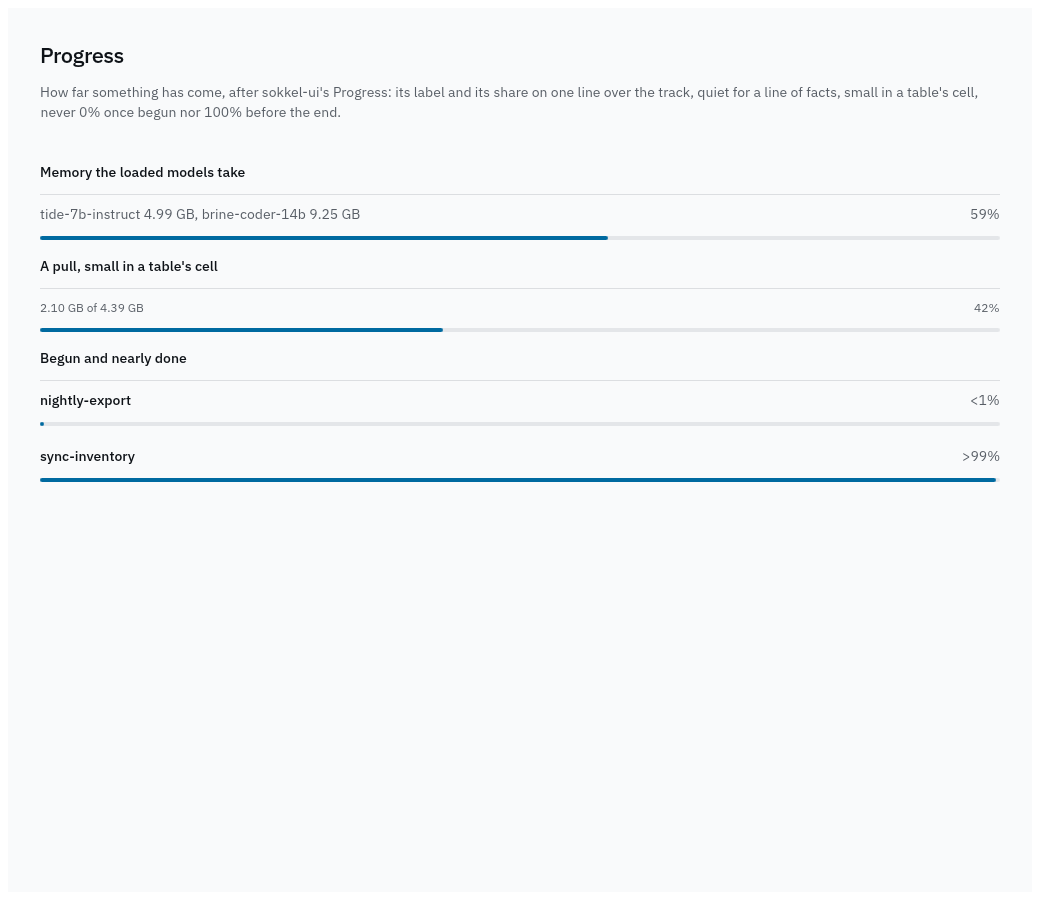 Progress
How far something has come, after sokkel-ui's Progress: its label and its share on one line over the track, quiet for a line of facts, small in a table's cell,
never 0% once begun nor 100% before the end.
Memory the loaded models take
tide-7b-instruct 4.99 GB, brine-coder-14b 9.25 GB 59%
A pull, small in a table's cell
2.10 GB of 4.39 GB 42%
Begun and nearly done
nightly-export <1%
sync-inventory >99%